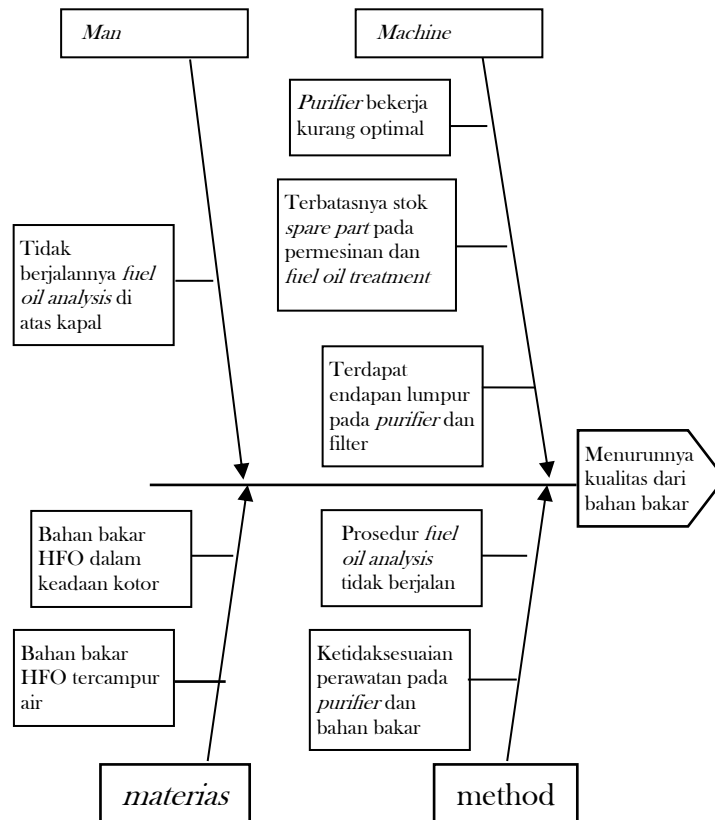 Man
Machine
Purifier bekerja
kurang optimal
Terbatasnya stok
spare part pada
permesinan dan
fuel oil treatment
Tidak
berjalannya fuel
oil analysis di
atas kapal
Terdapat
endapan lumpur
pada purifier dan
filter
Menurunnya
kualitas dari
bahan bakar
Bahan bakar
HFO dalam
keadaan kotor
Prosedur fuel
oil analysis
tidak berjalan
Bahan bakar
HFO tercampur
air
Ketidaksesuaian
perawatan pada
purifier dan
bahan bakar
materias
method